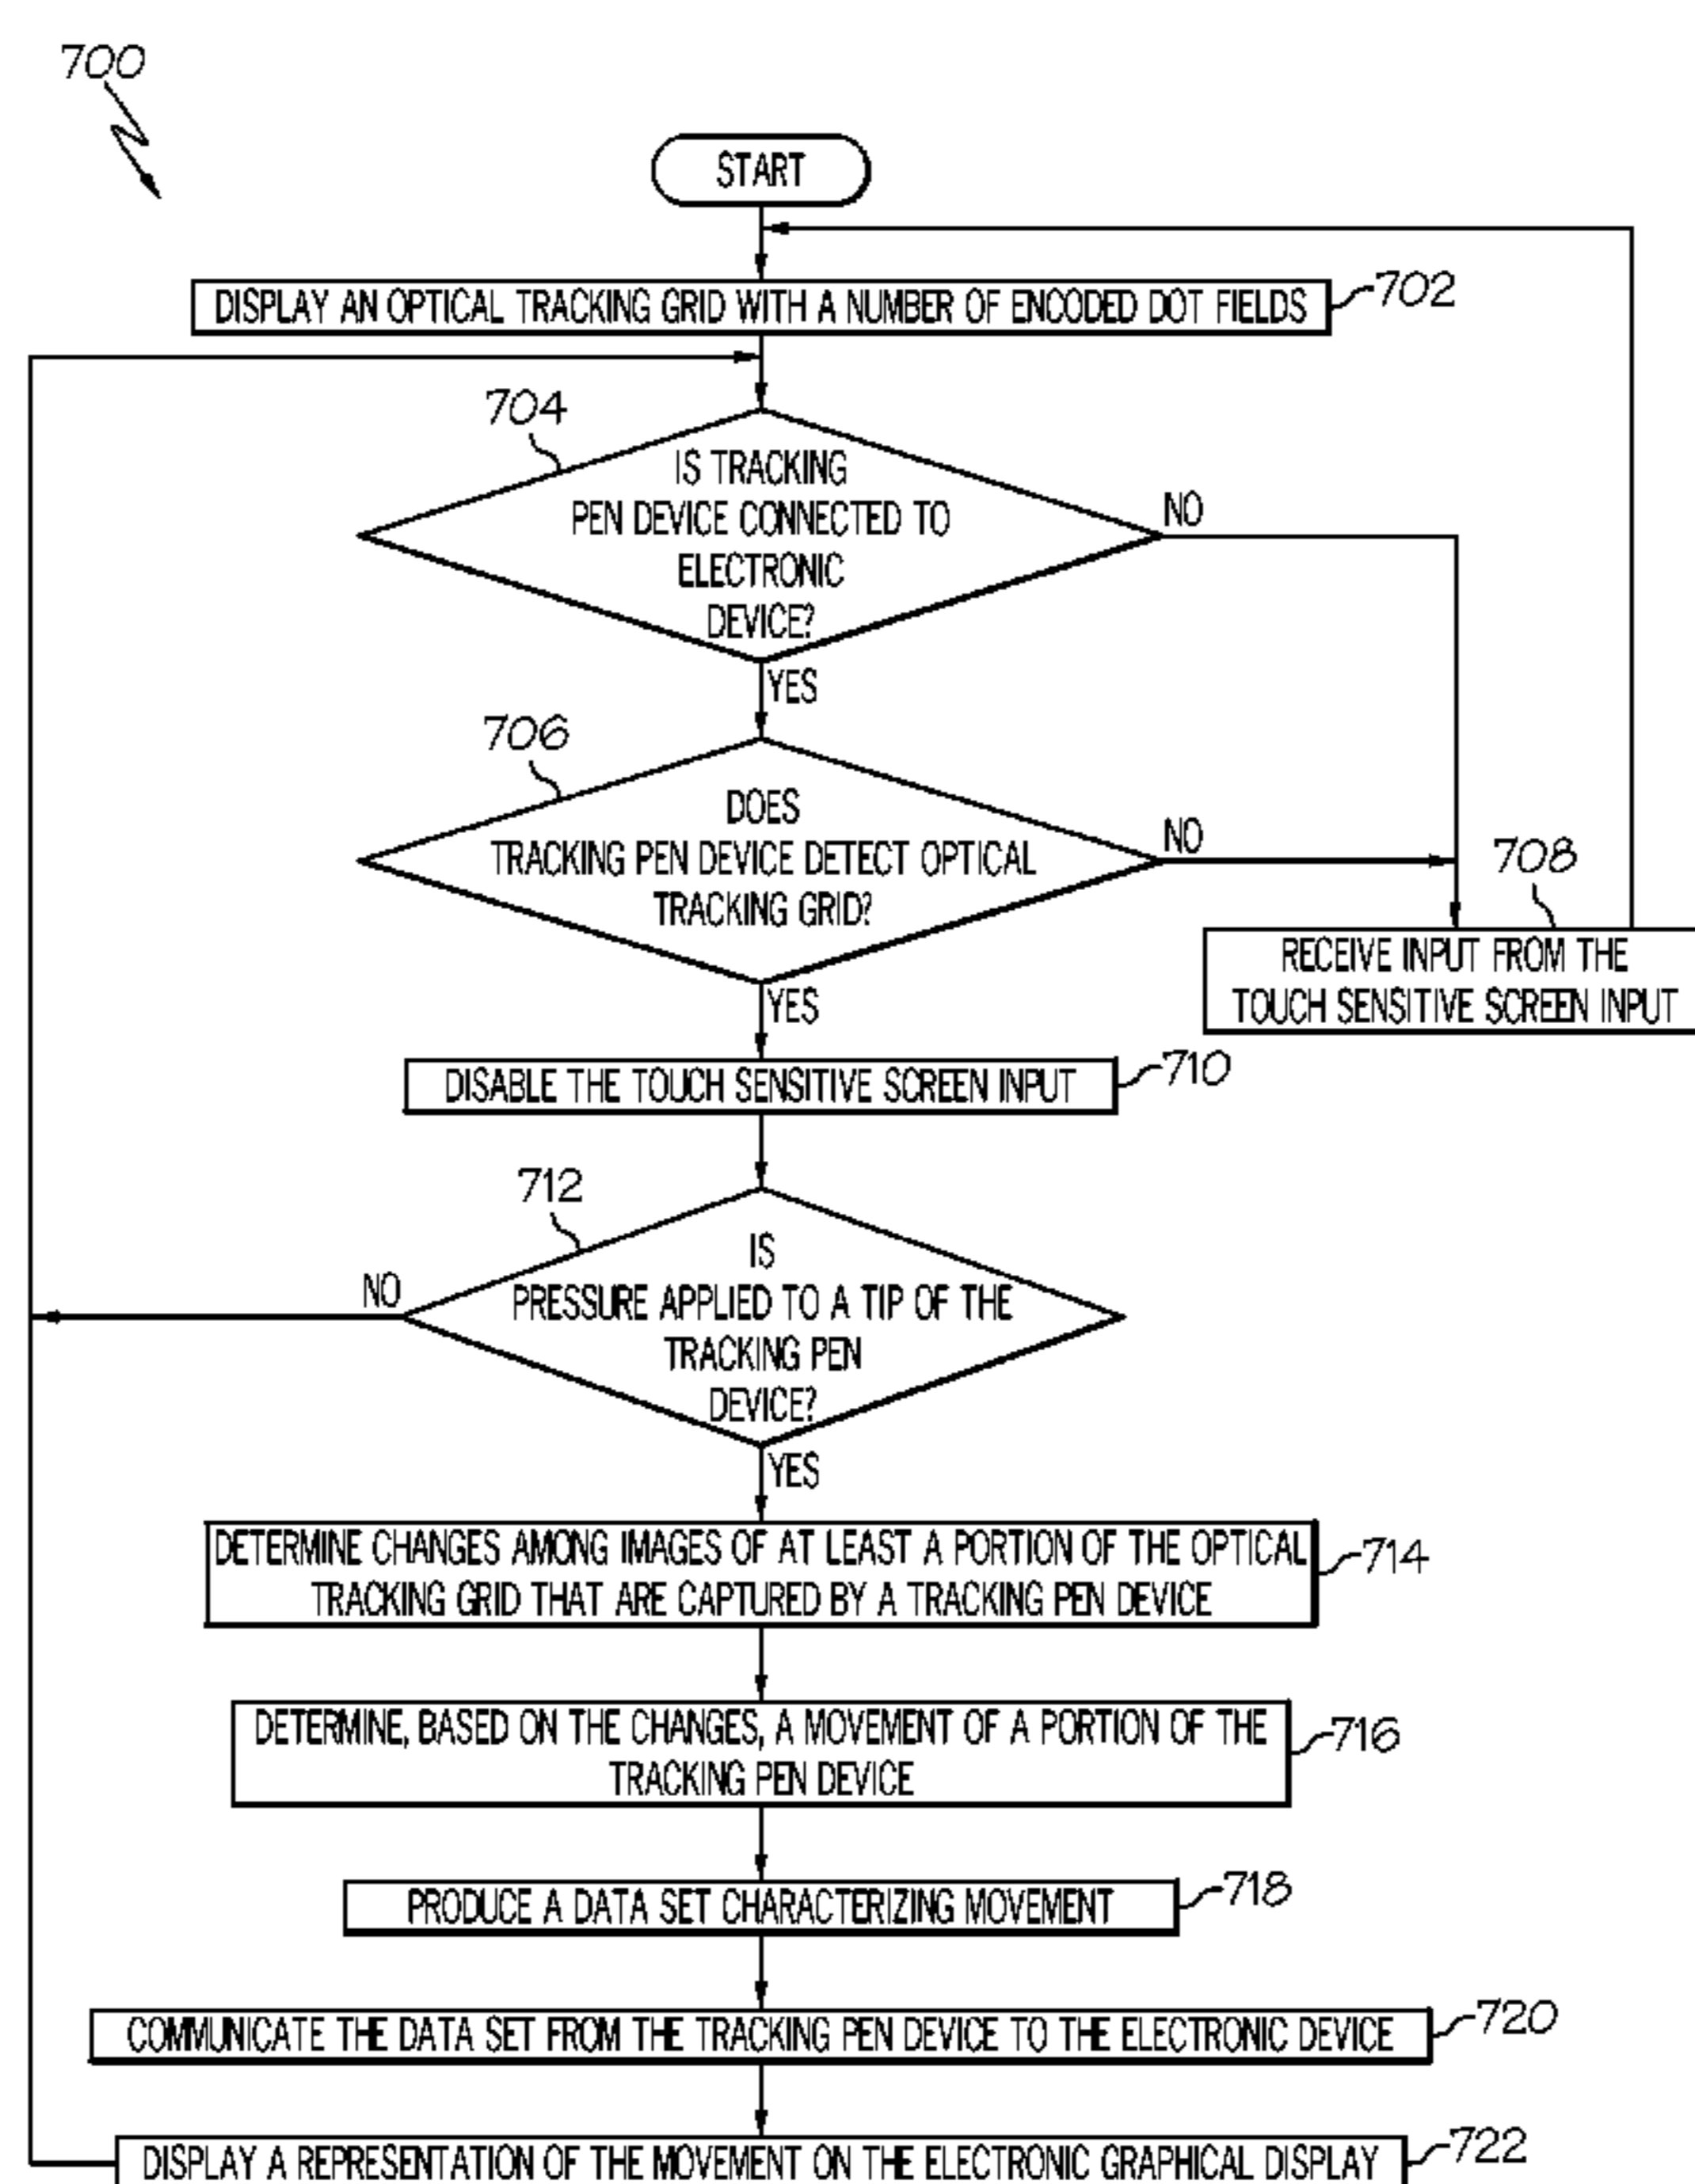 700
START
DISPLAY AN OPTICAL TRACKING GRID WITH A NUMBER OF ENCODED DOT FIELDS
702
704
IS TRACKING
PEN DEVICE CONNECTED TO
ELECTRONIC
DEVICE?
NO
YES
706
DOES
TRACKING PEN DEVICE DETECT OPTICAL
TRACKING GRID?
NO
YES
708
RECEIVE INPUT FROM THE
TOUCH SENSITIVE SCREEN INPUT
DISABLE THE TOUCH SENSITIVE SCREEN INPUT
710
712
IS
PRESSURE APPLIED TO A TIP OF THE
TRACKING PEN
DEVICE?
NO
YES
DETERMINE CHANGES AMONG IMAGES OF AT LEAST A PORTION OF THE OPTICAL
TRACKING GRID THAT ARE CAPTURED BY A TRACKING PEN DEVICE
714
DETERMINE, BASED ON THE CHANGES, A MOVEMENT OF A PORTION OF THE
TRACKING PEN DEVICE
716
PRODUCE A DATA SET CHARACTERIZING MOVEMENT
718
COMMUNICATE THE DATA SET FROM THE TRACKING PEN DEVICE TO THE ELECTRONIC DEVICE
720
DISPLAY A REPRESENTATION OF THE MOVEMENT ON THE ELECTRONIC GRAPHICAL DISPLAY
722